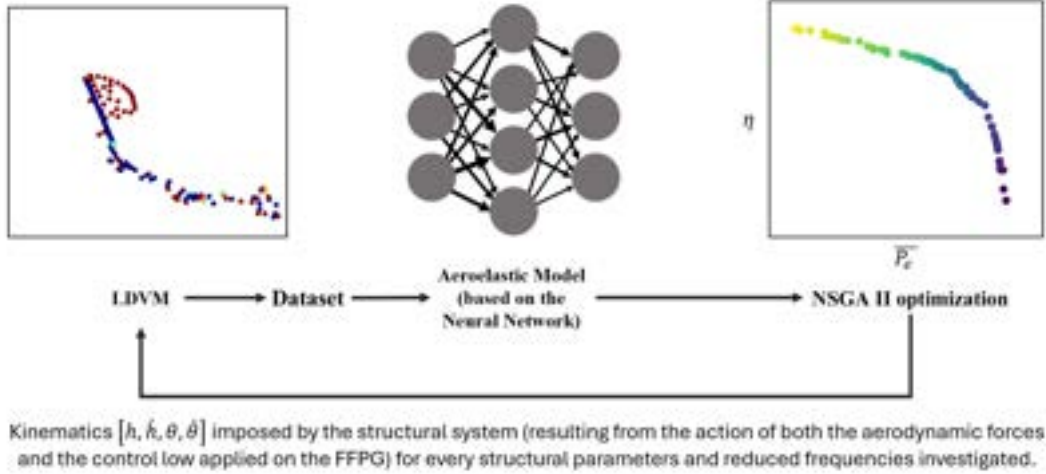 η
P̅e̅
LDVM
Dataset
Aeroelastic Model
(based on the
Neural Network)
NSGA II optimization
Kinematics [h, ḣ, θ, θ̇] imposed by the structural system (resulting from the action of both the aerodynamic forces
and the control low applied on the FFPG) for every structural parameters and reduced frequencies investigated.